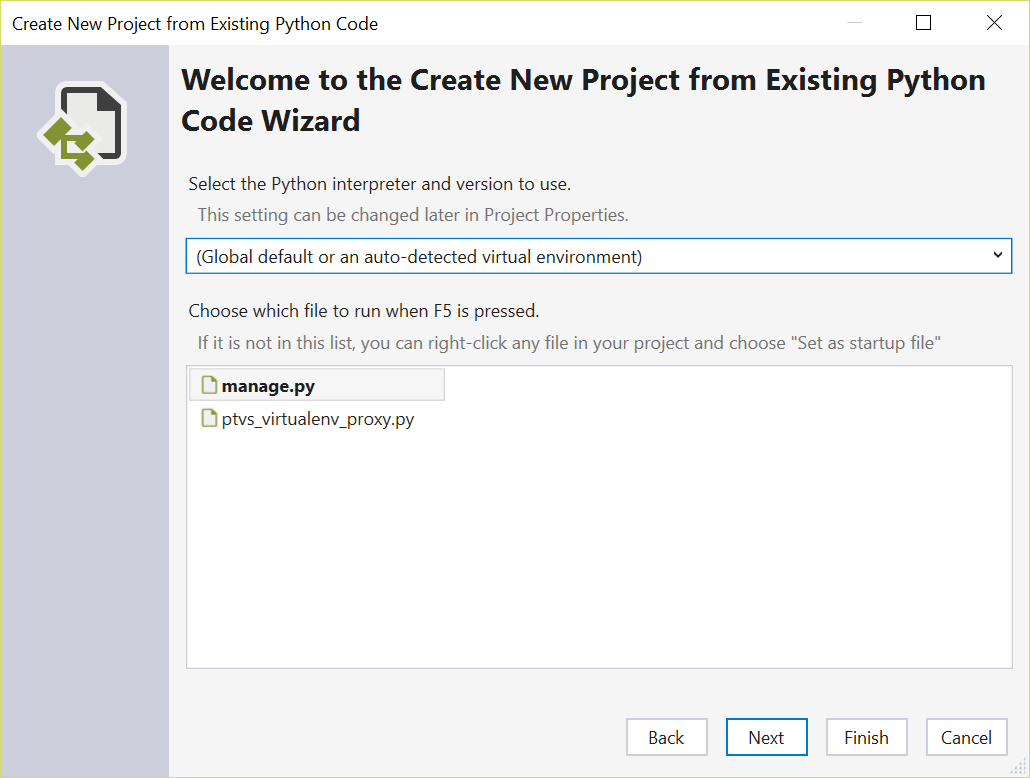 Create New Project from Existing Python Code
Welcome to the Create New Project from Existing Python
Code Wizard
Select the Python interpreter and version to use.
This setting can be changed later in Project Properties.
(Global default or an auto-detected virtual environment)
Choose which file to run when F5 is pressed.
If it is not in this list, you can right-click any file in your project and choose "Set as startup file"
manage.py
ptvs_virtualenv_proxy.py
Back Next Finish Cancel